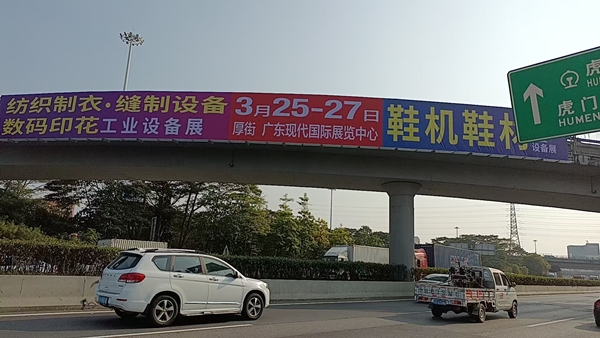 纺织制衣·缝制设备
数码印花工业设备展
3月25-27日
厚街 广东现代国际展览中心
鞋机鞋材
设备展
虎
HU
虎门
HUMEN